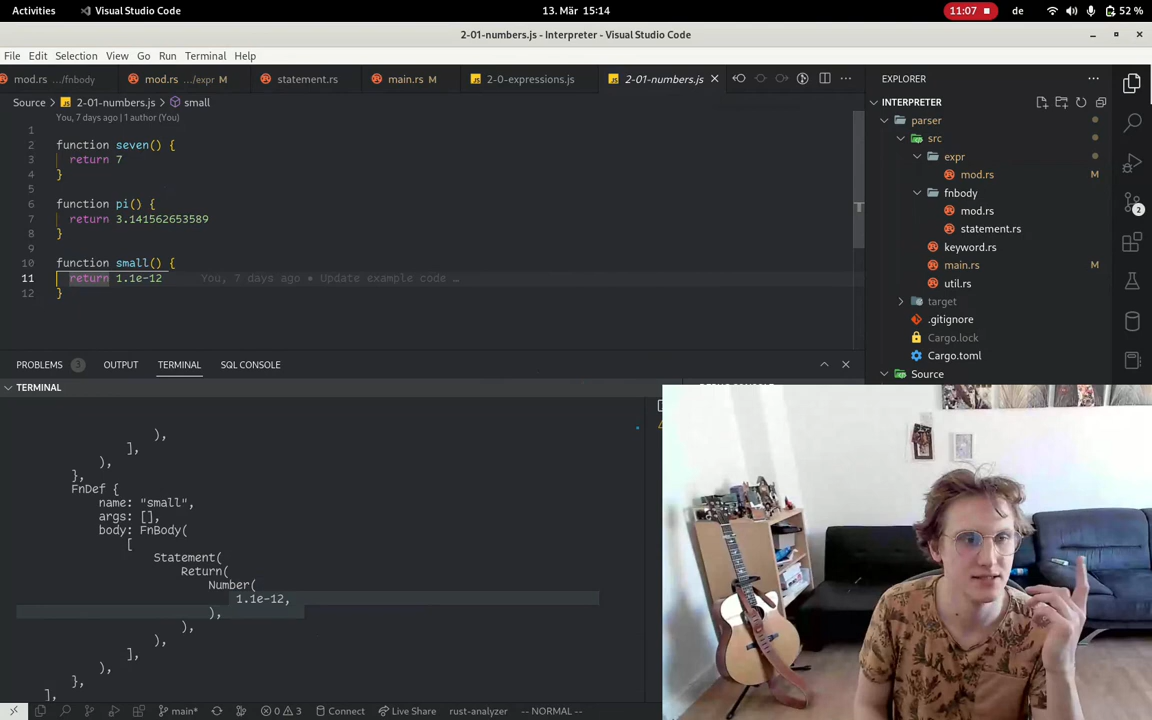 Activities
Visual Studio Code
13. Mär 15:14
11:07
de
52 %
2-01-numbers.js - Interpreter - Visual Studio Code
File Edit Selection View Go Run Terminal Help
mod.rs …/fnbody
mod.rs …/expr M
statement.rs
main.rs M
2-0-expressions.js
2-01-numbers.js
EXPLORER
Source > 2-01-numbers.js > small
INTERPRETER
You, 7 days ago | 1 author (You)
1
2 function seven() {
3 return 7
4 }
5
6 function pi() {
7 return 3.141562653589
8 }
9
10 function small() {
11 return 1.1e-12 You, 7 days ago • Update example code …
12 }
parser
src
expr
mod.rs M
fnbody
mod.rs
statement.rs
keyword.rs
main.rs M
util.rs
target
.gitignore
Cargo.lock
Cargo.toml
Source
2
PROBLEMS 3 OUTPUT TERMINAL SQL CONSOLE
TERMINAL
),
],
),
},
FnDef {
name: "small",
args: [],
body: FnBody(
[
Statement(
Return(
Number(
1.1e-12,
),
),
),
],
),
},
],
main*
0 3
Connect
Live Share
rust-analyzer
-- NORMAL --